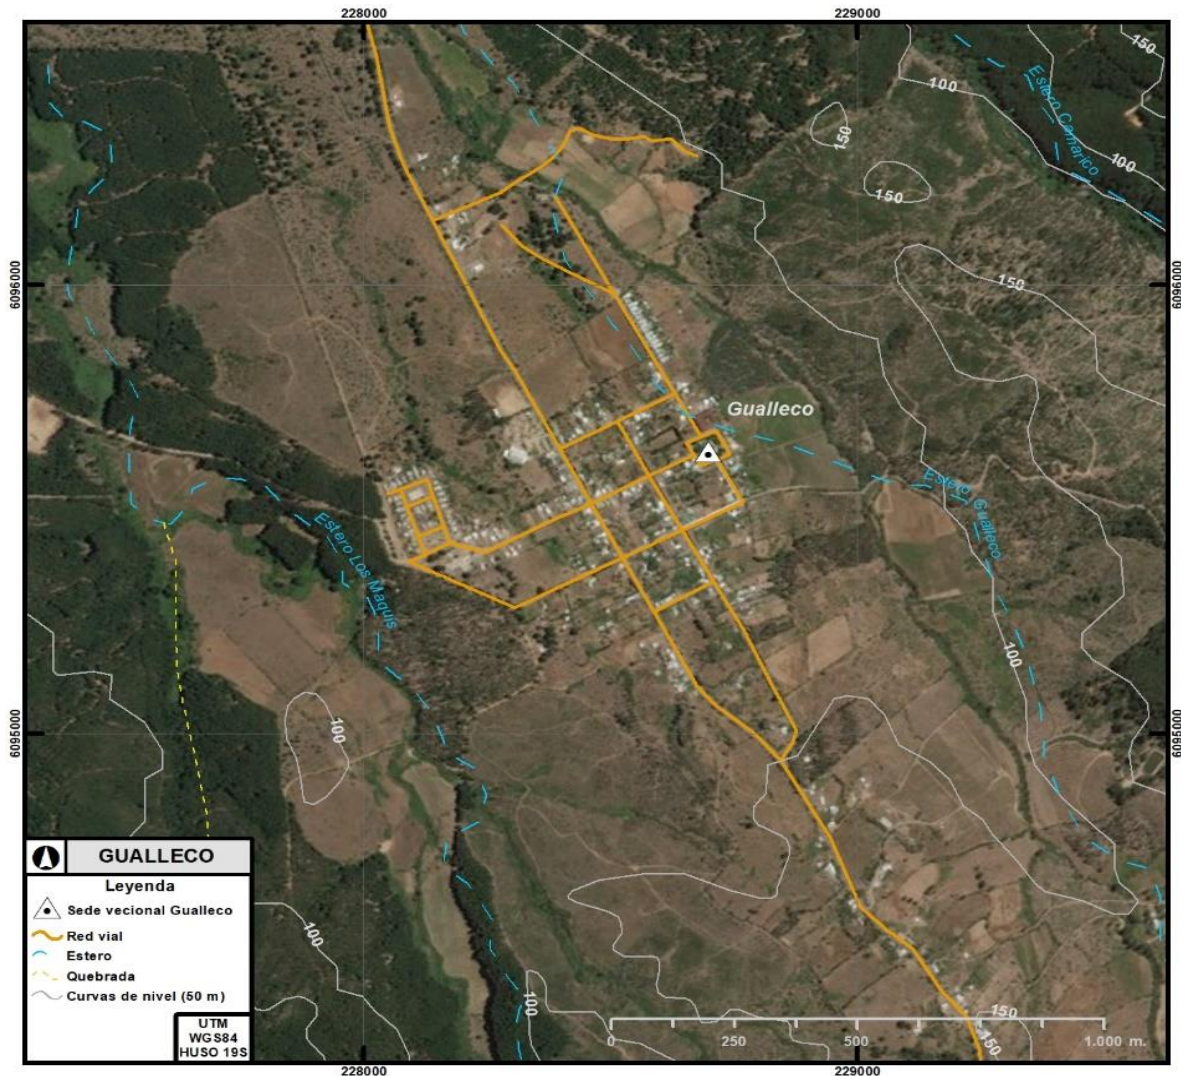 228000
229000
150
Estero Camarico
100
150
100
150
150
6096000
6096000
Gualleco
Estero Gualleco
Estero Los Maquis
100
6095000
6095000
100
GUALLECO
Leyenda
Sede vecional Gualleco
Red vial
Estero
Quebrada
Curvas de nivel (50 m)
UTM
WGS84
HUSO 19S
100
100
150
150
0
250
500
1.000 m.
228000
229000